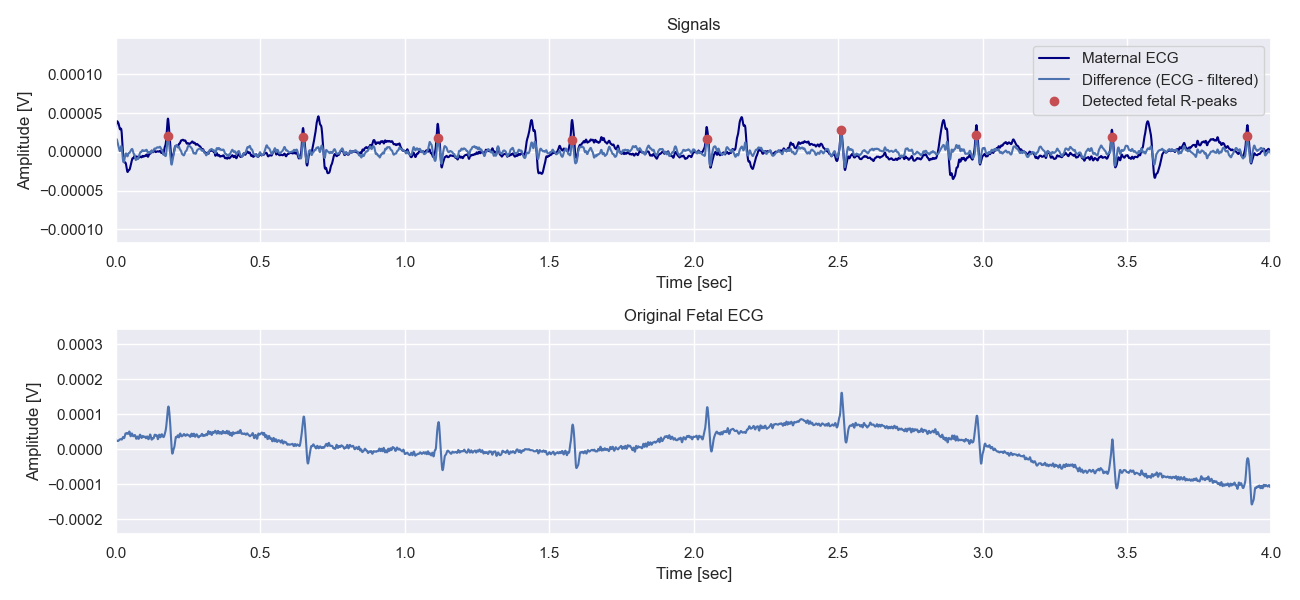 Signals
Maternal ECG
Difference (ECG - filtered)
Detected fetal R-peaks
Amplitude [V]
0.00010
0.00005
0.00000
−0.00005
−0.00010
0.0 0.5 1.0 1.5 2.0 2.5 3.0 3.5 4.0
Time [sec]
Original Fetal ECG
Amplitude [V]
0.0003
0.0002
0.0001
0.0000
−0.0001
−0.0002
0.0 0.5 1.0 1.5 2.0 2.5 3.0 3.5 4.0
Time [sec]